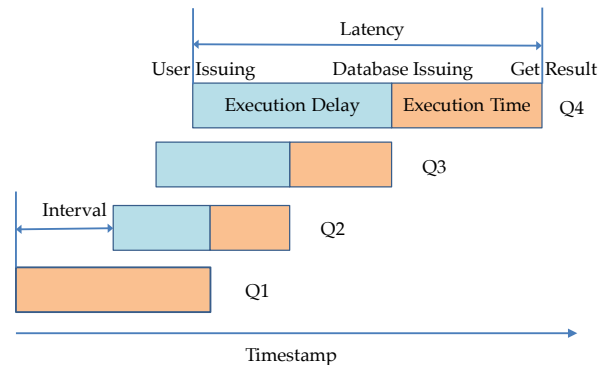 Latency
User Issuing Database Issuing Get Result
Execution Delay Execution Time Q4
Q3
Interval
Q2
Q1
Timestamp